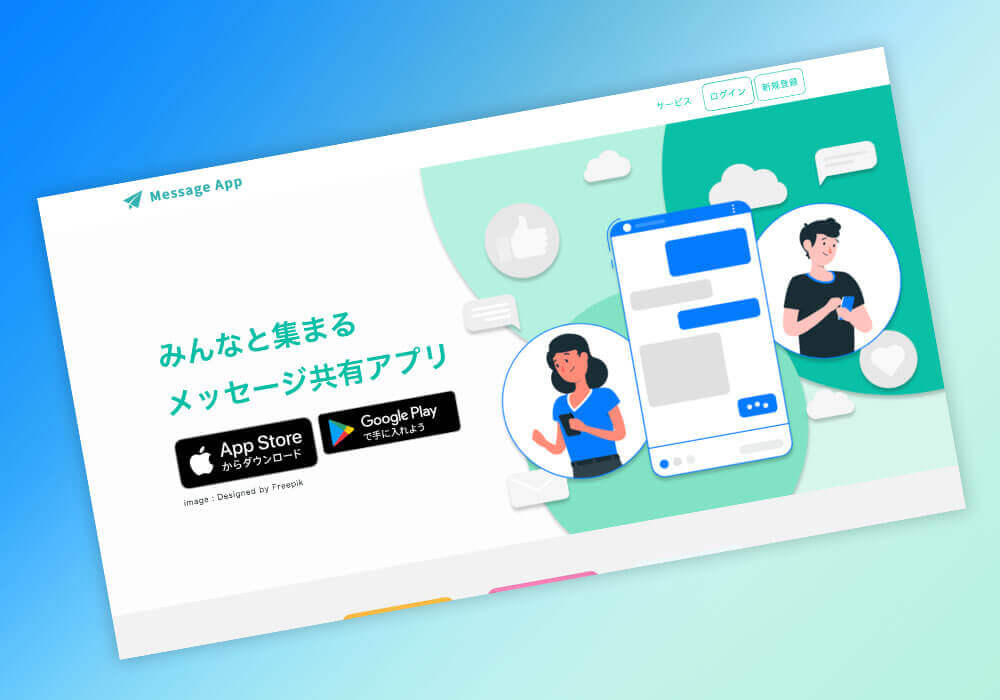 Message App
サービス
ログイン
新規登録
みんなと集まる
メッセージ共有アプリ
App Store
からダウンロード
Google Play
で手に入れよう
image : Designed by Freepik